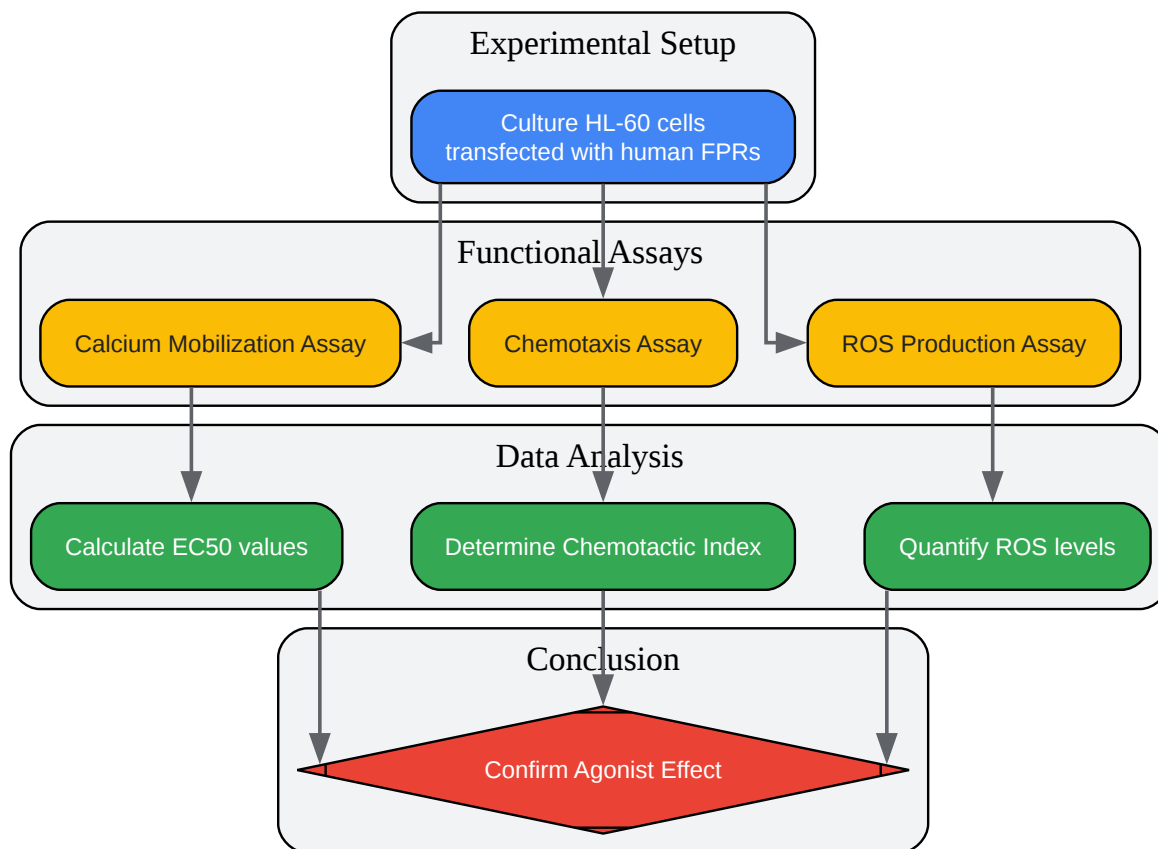 Experimental Setup
Culture HL-60 cells
transfected with human FPRs
Functional Assays
Calcium Mobilization Assay
Chemotaxis Assay
ROS Production Assay
Data Analysis
Calculate EC50 values
Determine Chemotactic Index
Quantify ROS levels
Conclusion
Confirm Agonist Effect